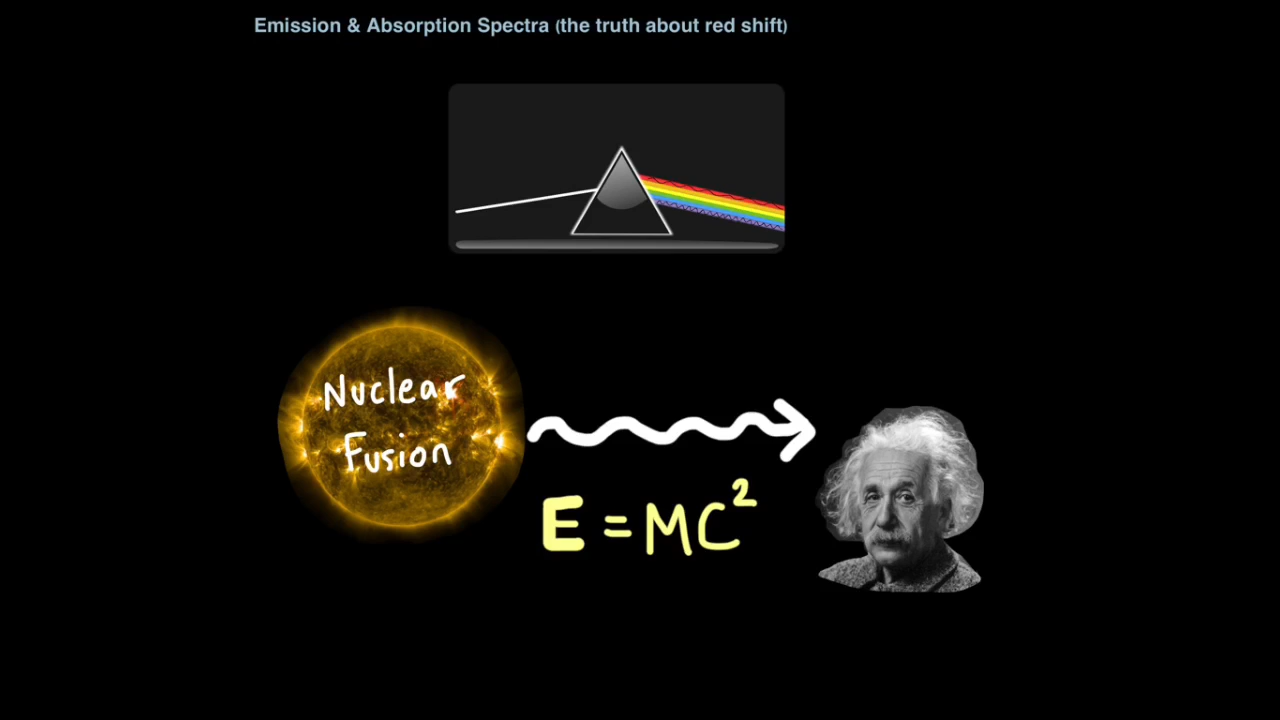 Emission & Absorption Spectra (the truth about red shift)
Nuclear
Fusion
E = MC²